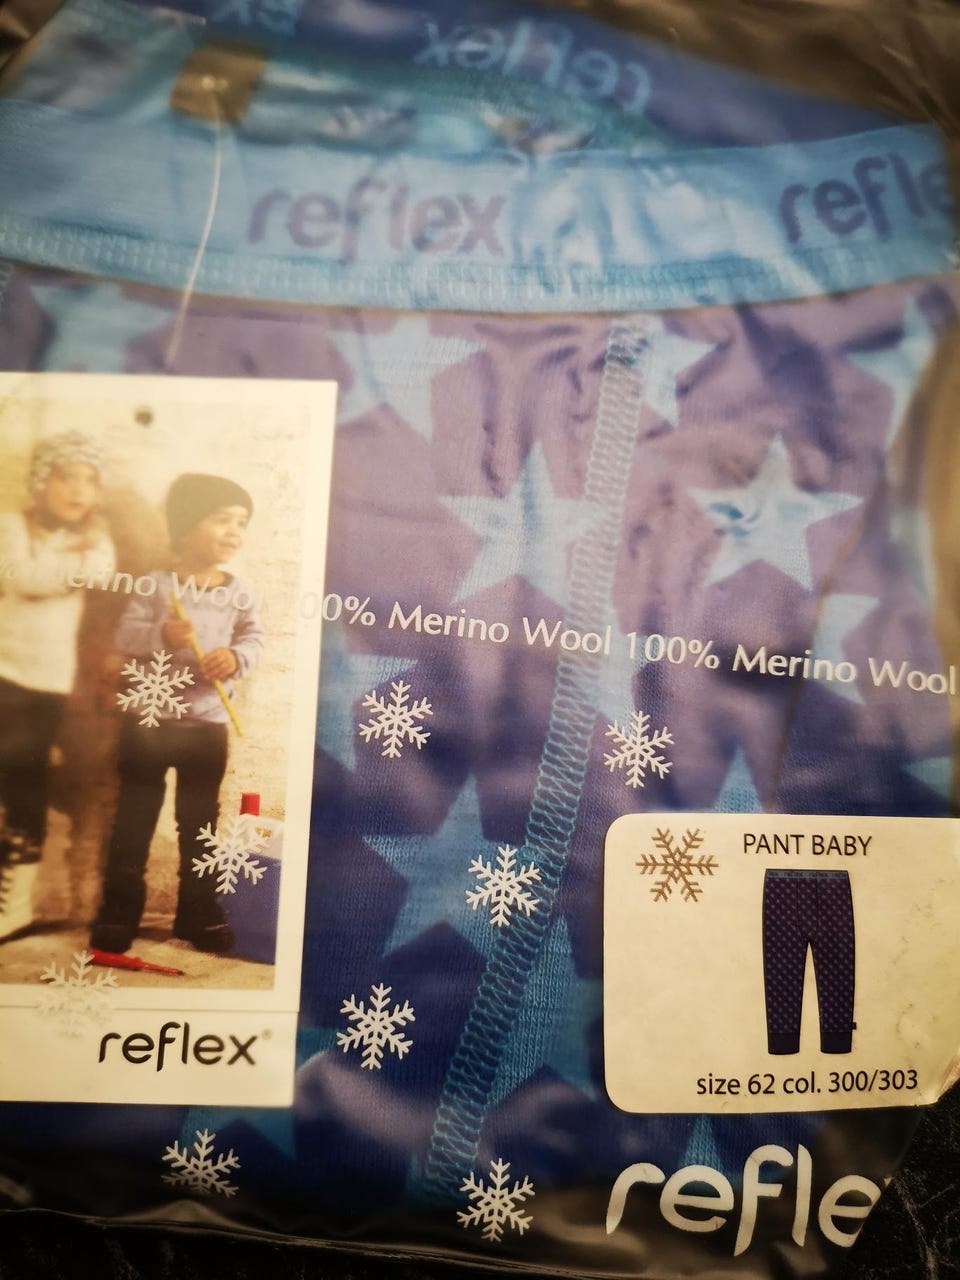 reflex
reflex
refle
Merino Wool 100% Merino Wool 100% Merino Wool
PANT BABY
size 62 col. 300/303
reflex®
refle